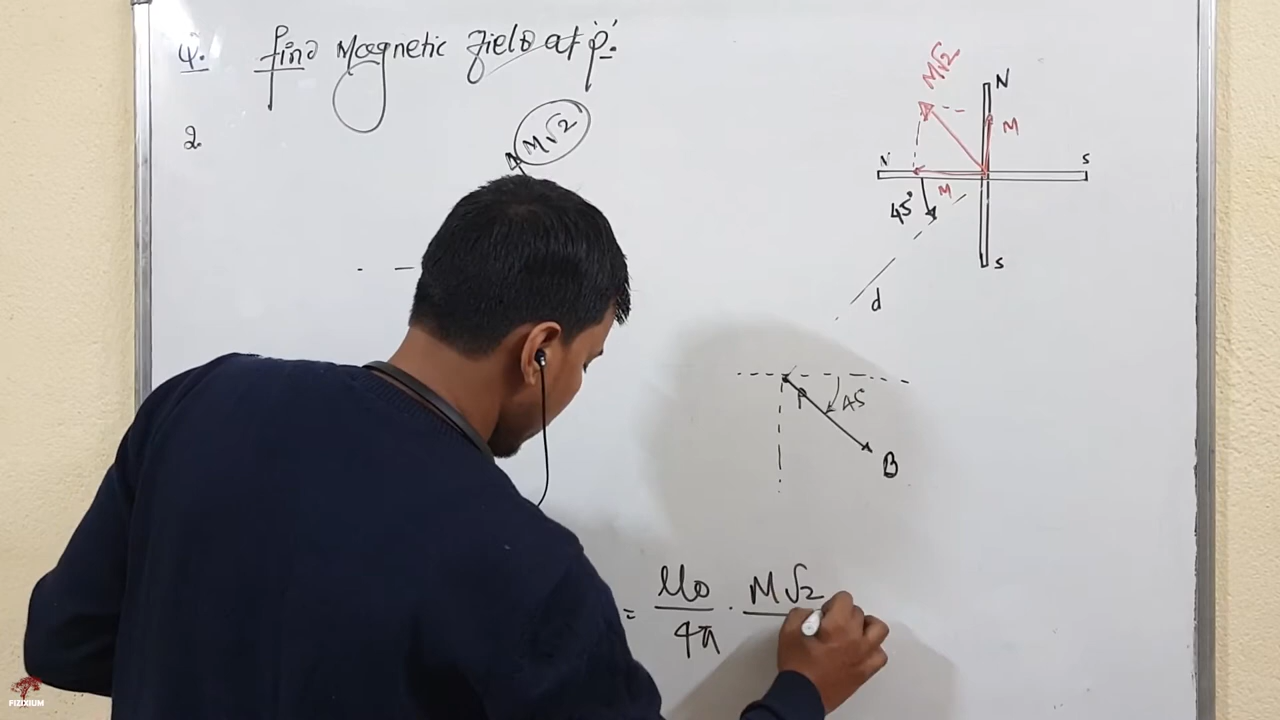 Q. find Magnetic field at 'P'.
2.
M√2
M√2
N
M
N
S
M
45°
S
d
P
45
B
= μ0/4π · M√2
FIZIXIUM